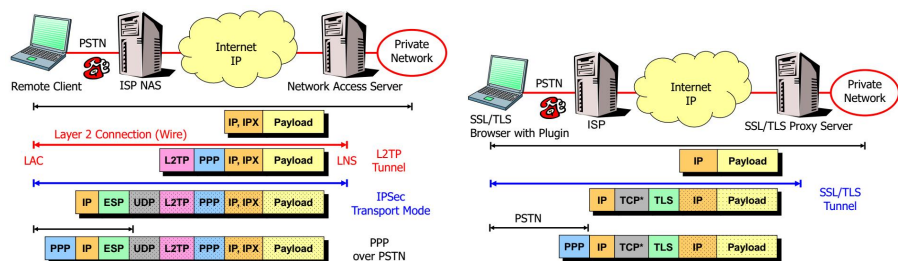 PSTN
Internet
IP
Private
Network
Remote Client
ISP NAS
Network Access Server
IP, IPX Payload
Layer 2 Connection (Wire)
LAC
LNS
L2TP
Tunnel
L2TP PPP IP, IPX Payload
IP ESP UDP L2TP PPP IP, IPX Payload
IPSec
Transport Mode
PPP IP ESP UDP L2TP PPP IP, IPX Payload
PPP
over PSTN
PSTN
Internet
IP
Private
Network
SSL/TLS
Browser with Plugin
ISP
SSL/TLS Proxy Server
IP Payload
IP TCP* TLS IP Payload
SSL/TLS
Tunnel
PSTN
PPP IP TCP* TLS IP Payload